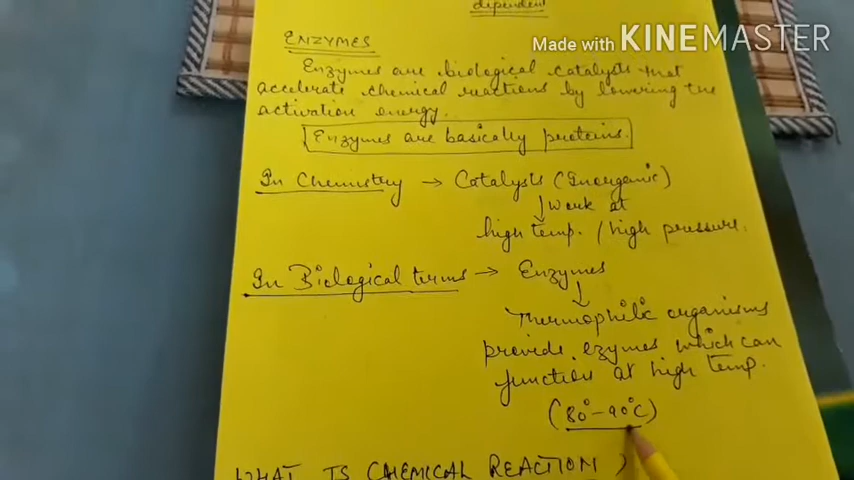 dependent
Made with KINEMASTER
ENZYMES
Enzymes are biological catalysts that
accelerate chemical reactions by lowering the
activation energy.
Enzymes are basically proteins.
In Chemistry → Catalysts (Inorganic)
work at
high temp. / high pressure.
In Biological terms → Enzymes
Thermophilic organisms
provide ezymes which can
function at high temp.
(80° - 90°C)
WHAT IS CHEMICAL REACTION ?